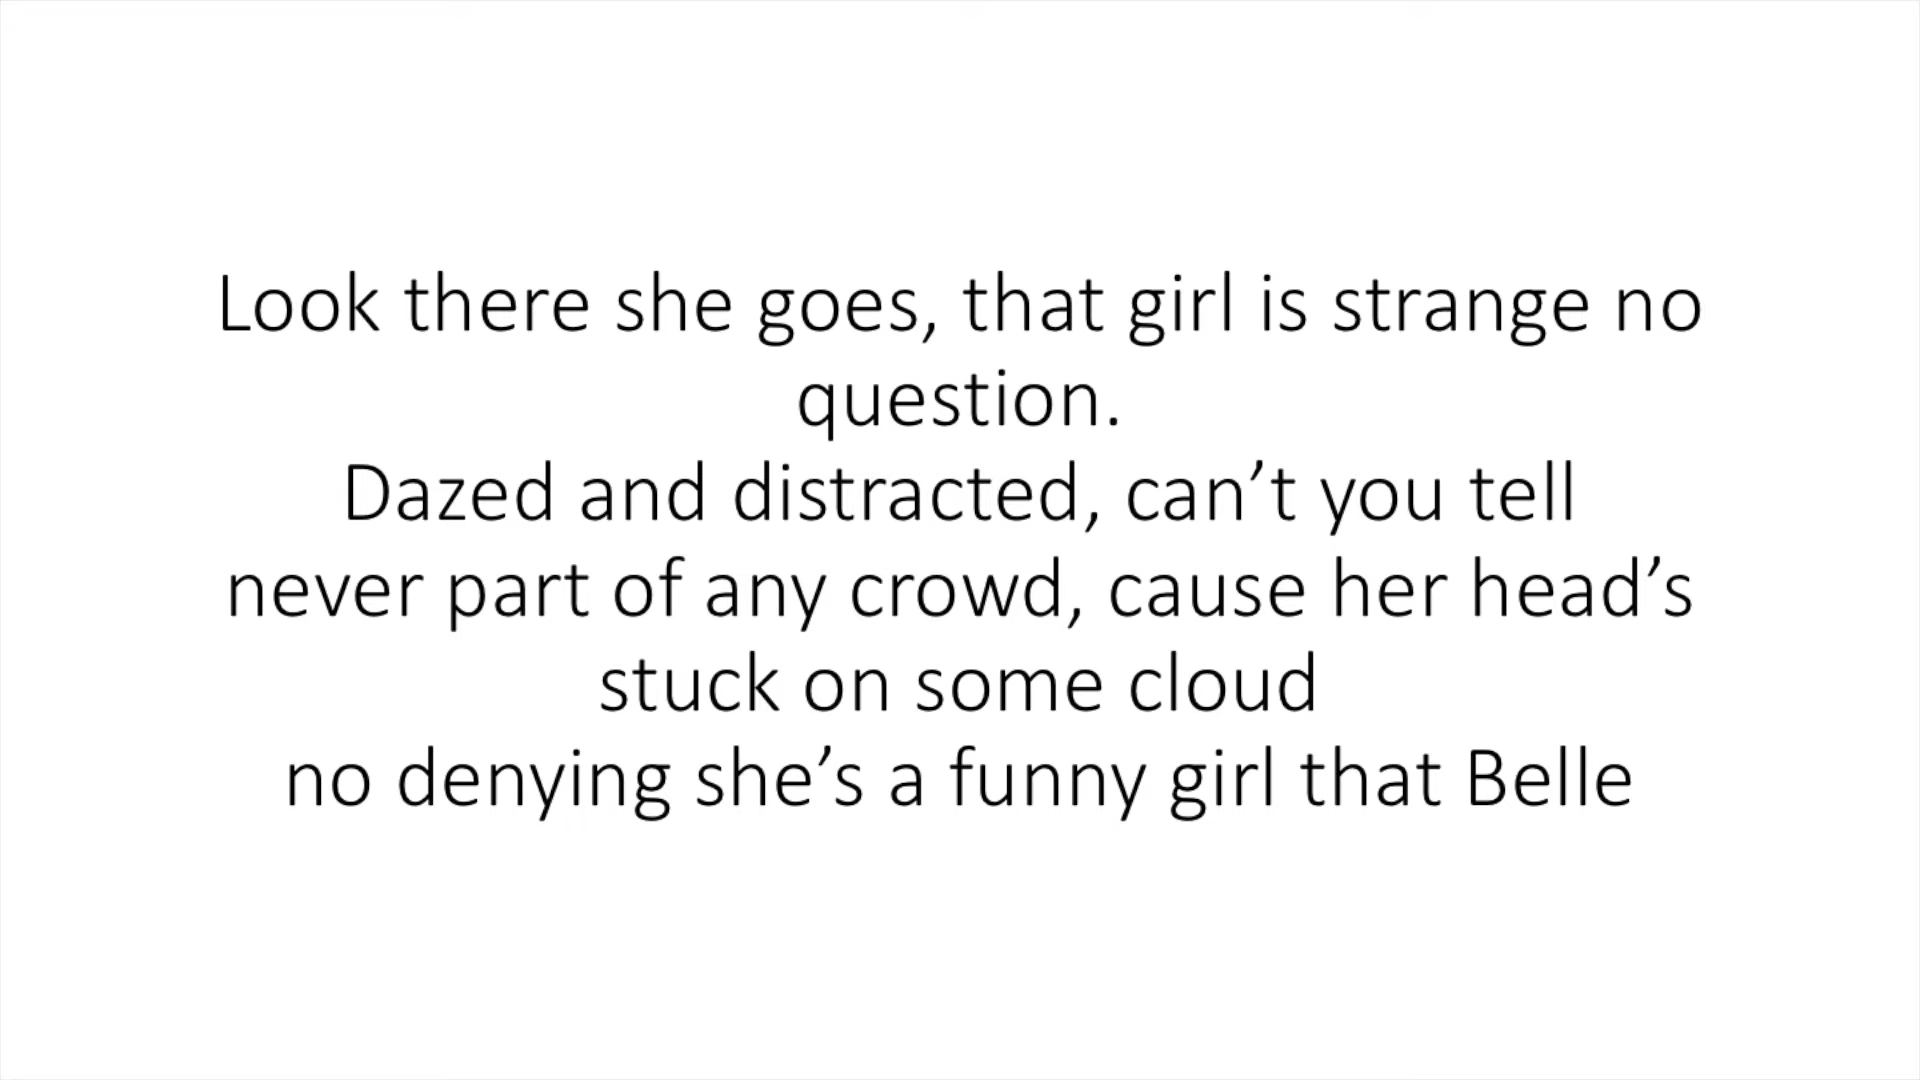 Look there she goes, that girl is strange no
question.
Dazed and distracted, can’t you tell
never part of any crowd, cause her head’s
stuck on some cloud
no denying she’s a funny girl that Belle